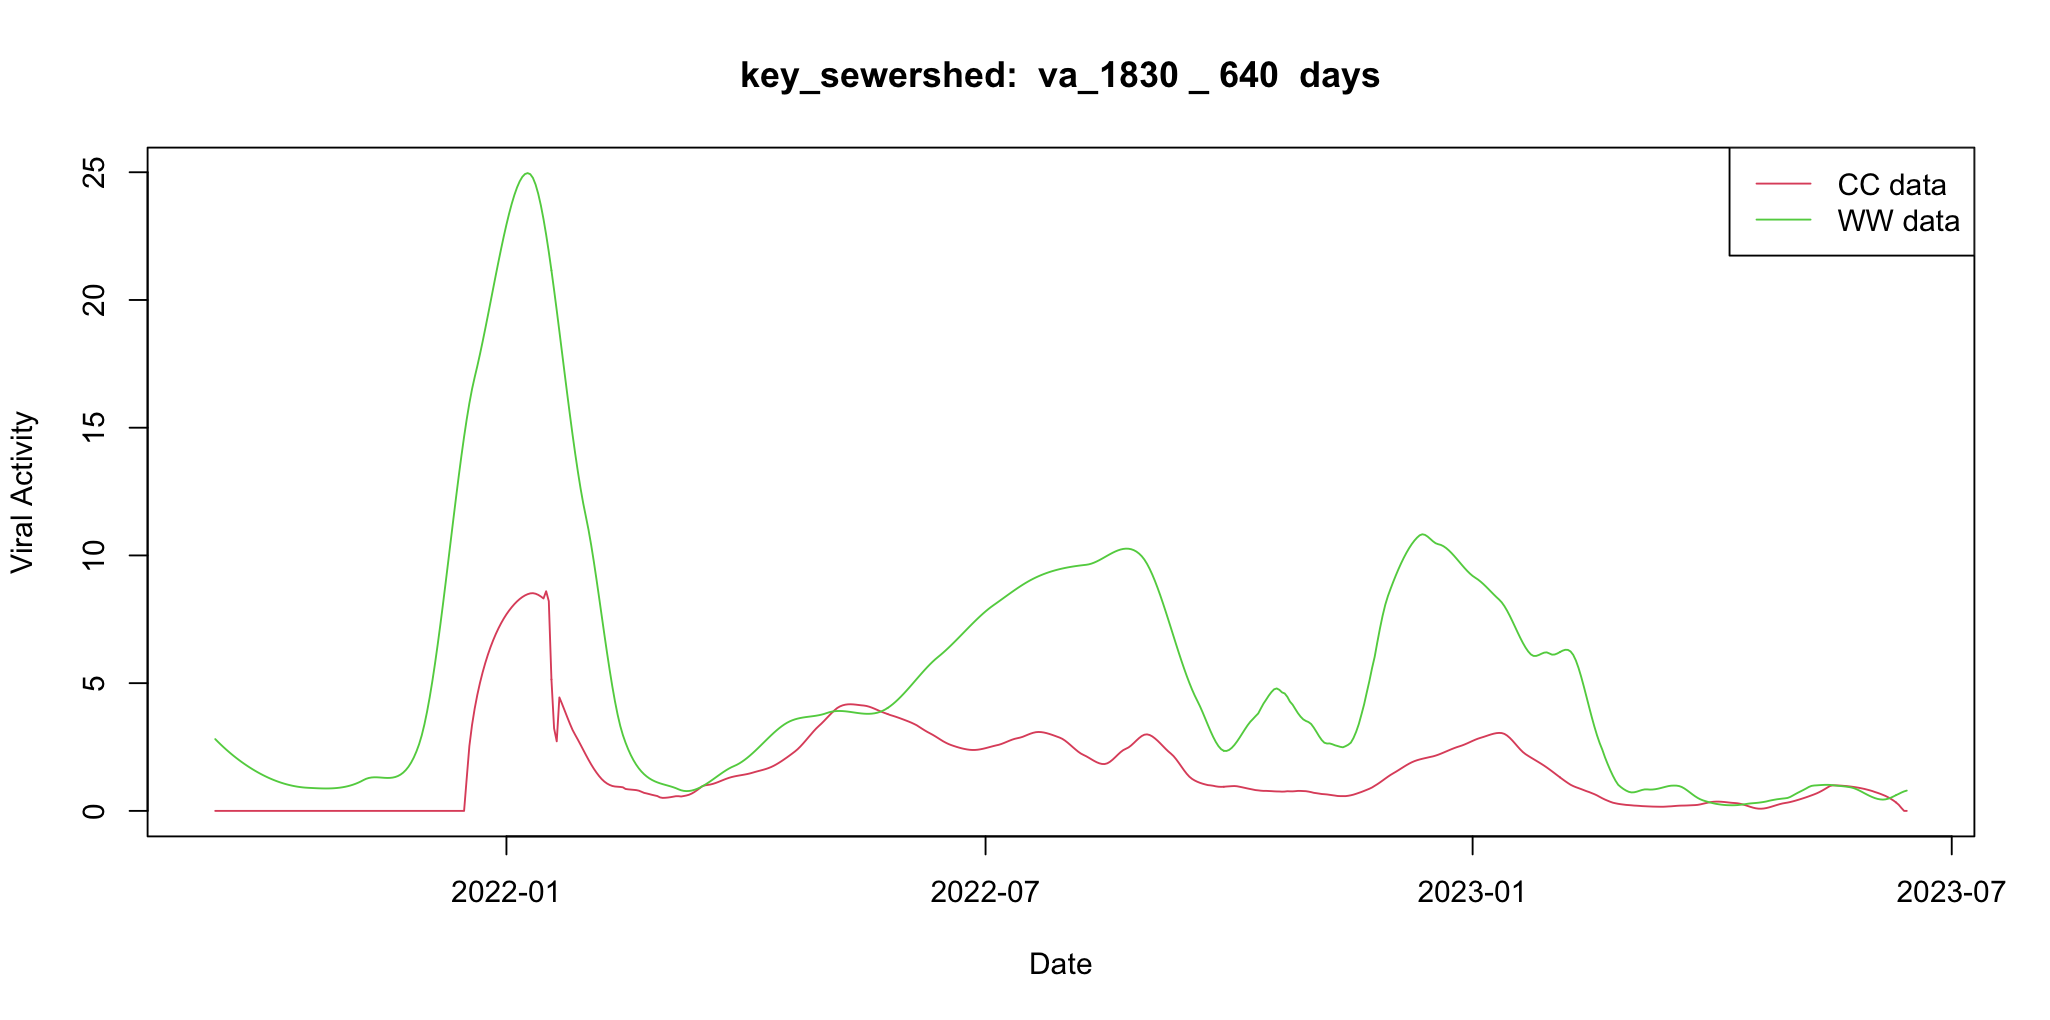 key_sewershed:  va_1830 _ 640  days
CC data
WW data
Viral Activity
25
20
15
10
5
0
2022-01
2022-07
2023-01
2023-07
Date